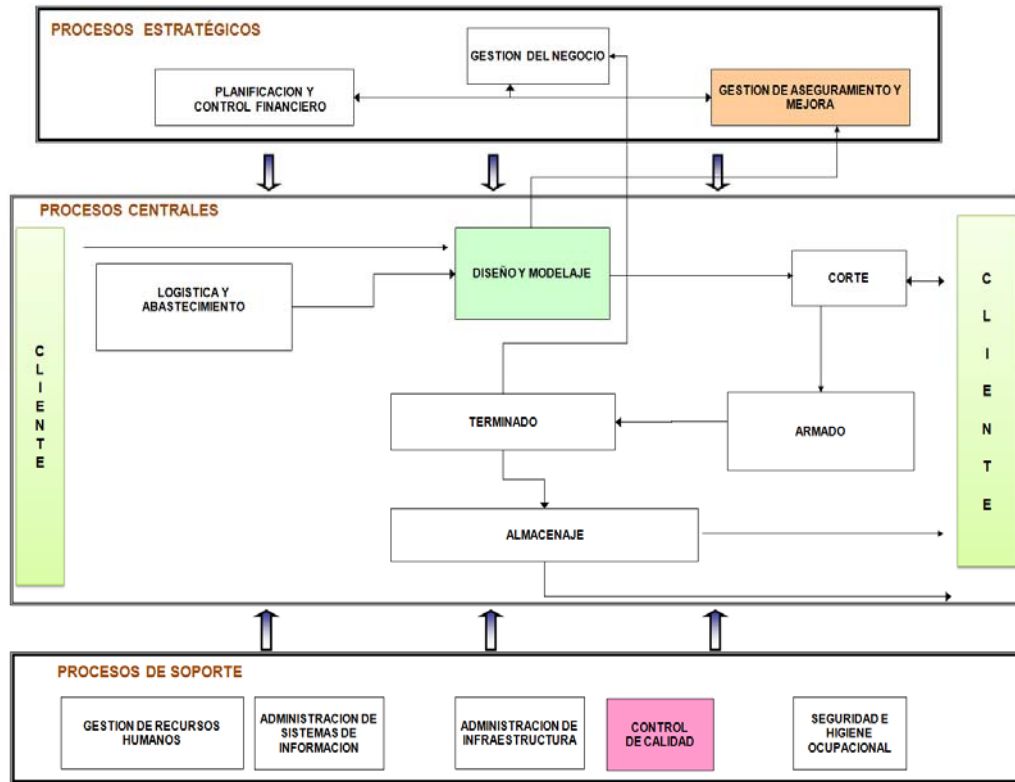 PROCESOS ESTRATÉGICOS
GESTION DEL NEGOCIO
PLANIFICACION Y
CONTROL FINANCIERO
GESTION DE ASEGURAMIENTO Y
MEJORA
PROCESOS CENTRALES
CLIENTE
LOGISTICA Y
ABASTECIMIENTO
DISEÑO Y MODELAJE
CORTE
TERMINADO
ARMADO
ALMACENAJE
CLIENTE
PROCESOS DE SOPORTE
GESTION DE RECURSOS
HUMANOS
ADMINISTRACION DE
SISTEMAS DE
INFORMACION
ADMINISTRACION DE
INFRAESTRUCTURA
CONTROL
DE CALIDAD
SEGURIDAD E
HIGIENE
OCUPACIONAL